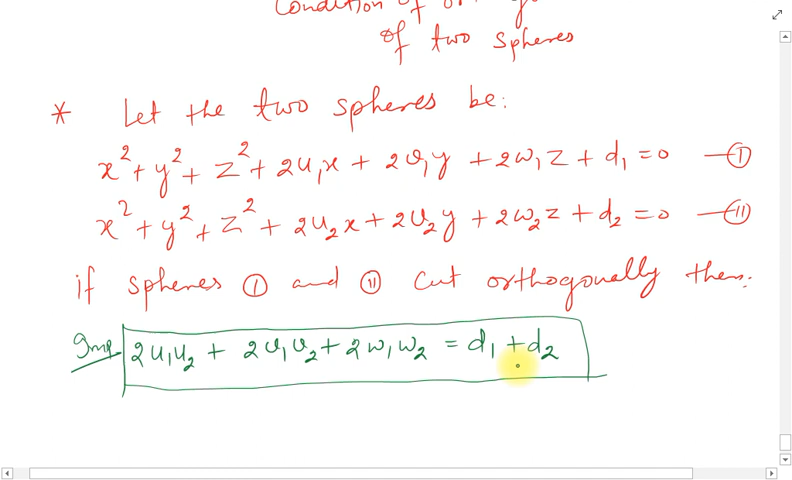 Condition of
of two spheres
* Let the two spheres be:
x² + y² + z² + 2u₁x + 2v₁y + 2w₁z + d₁ = 0 —Ⓘ
x² + y² + z² + 2u₂x + 2v₂y + 2w₂z + d₂ = 0 —Ⓘⓘ
if spheres Ⓘ and Ⓘⓘ cut orthogonally then:
Imp 2u₁u₂ + 2v₁v₂ + 2w₁w₂ = d₁ + d₂